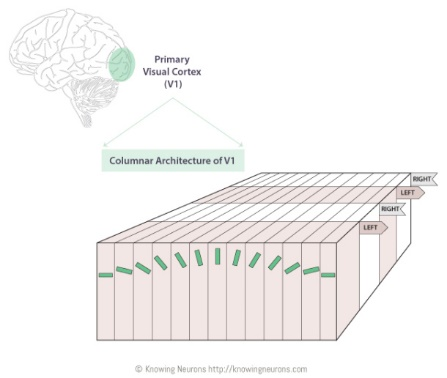 Primary
Visual Cortex
(V1)
Columnar Architecture of V1
RIGHT
LEFT
RIGHT
LEFT
© Knowing Neurons http://knowingneurons.com